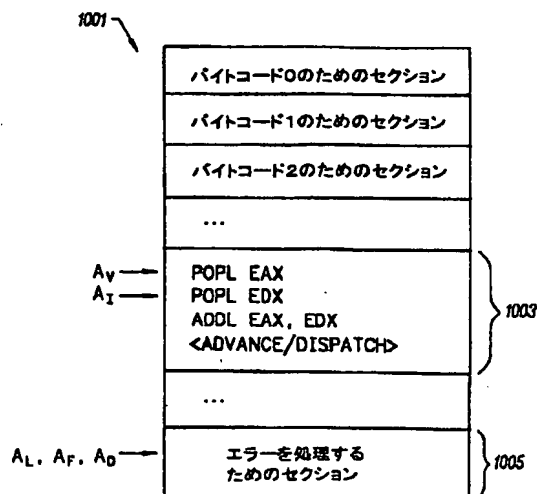 1001
バイトコード0のためのセクション
バイトコード1のためのセクション
バイトコード2のためのセクション
...
AV POPL EAX
AI POPL EDX
ADDL EAX, EDX
<ADVANCE/DISPATCH>
1003
...
AL, AF, AD エラーを処理する
ためのセクション
1005